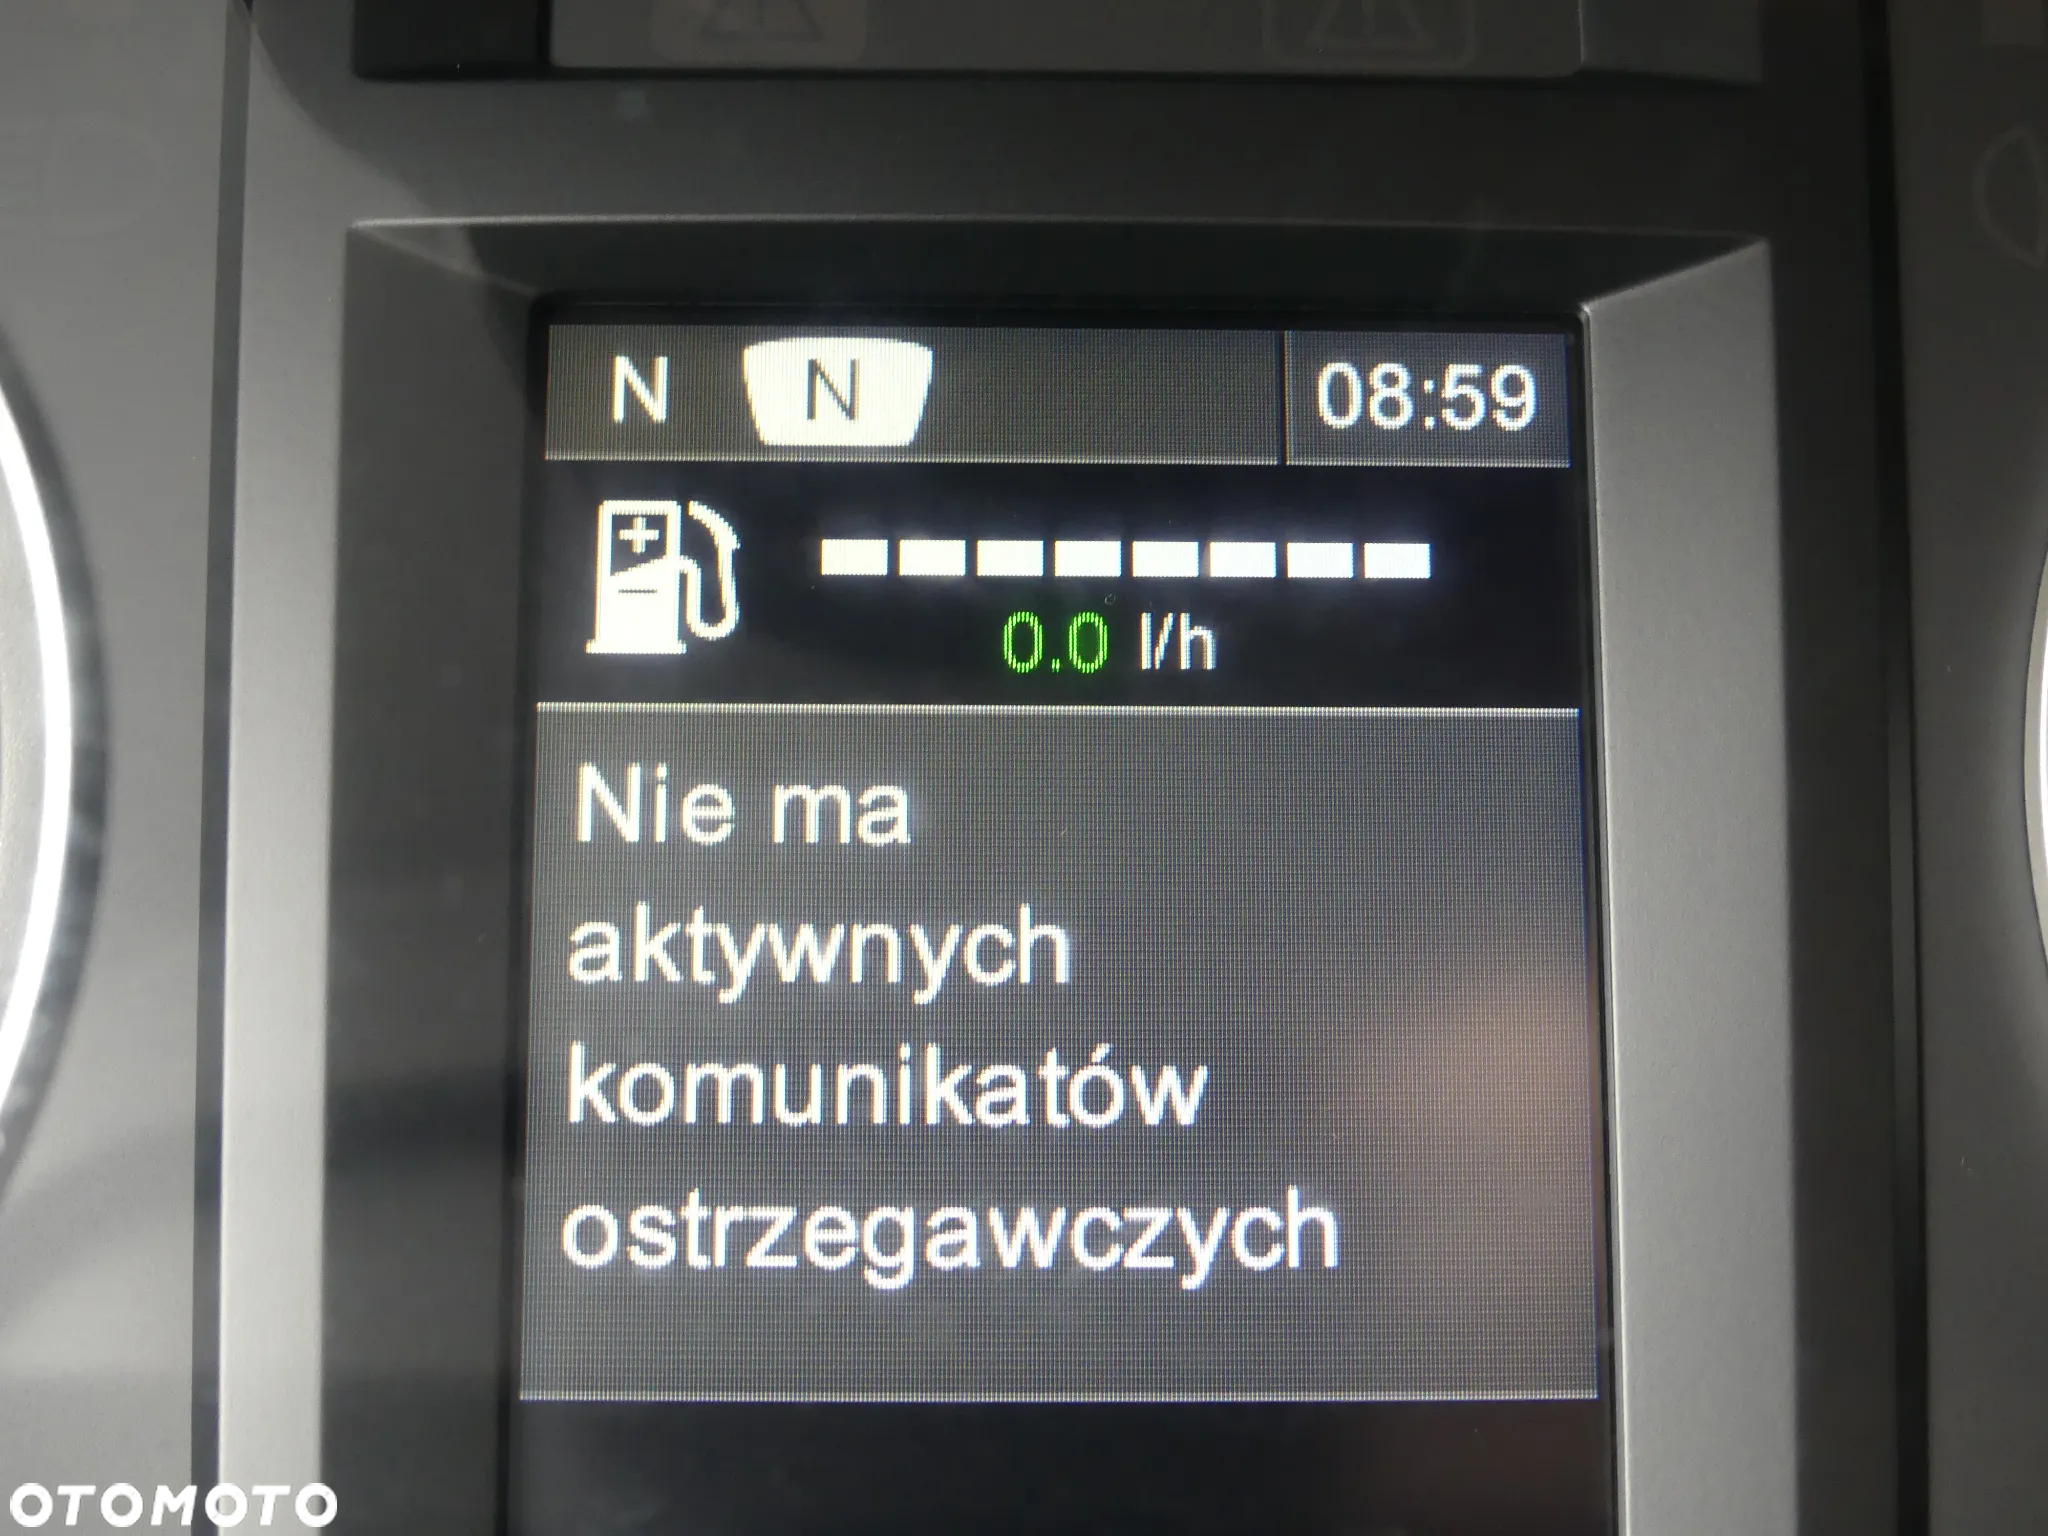 N N 08:59
0.0 l/h
Nie ma
aktywnych
komunikatów
ostrzegawczych
OTOMOTO